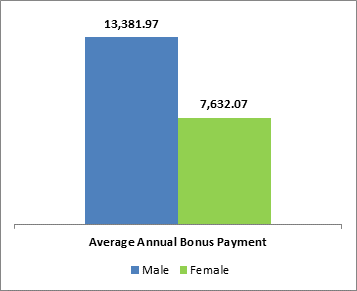 13,381.97
7,632.07
Average Annual Bonus Payment
Male Female